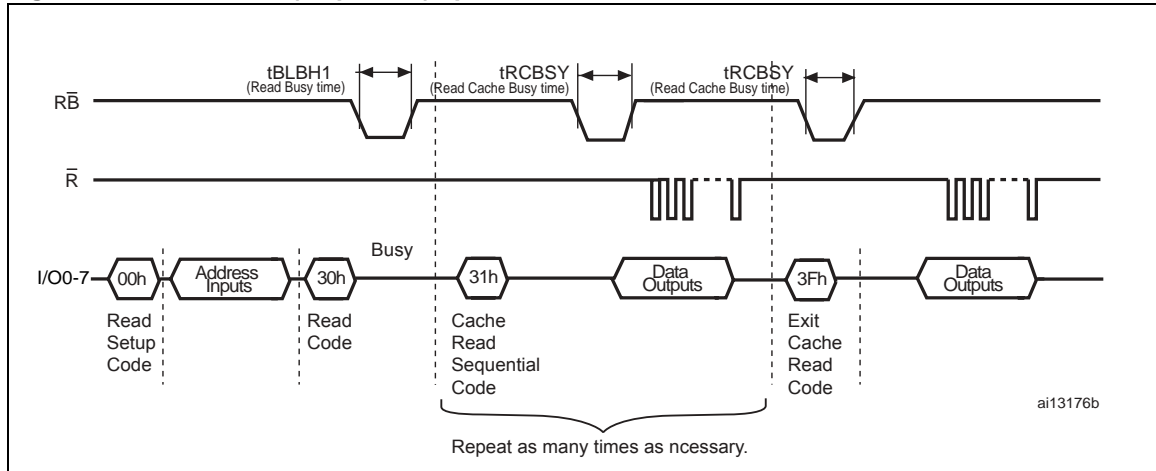 tBLBH1
(Read Busy time)
tRCBSY
(Read Cache Busy time)
tRCBSY
(Read Cache Busy time)
RB̅
R̅
Busy
I/O0-7
00h
Address
Inputs
30h
31h
Data
Outputs
3Fh
Data
Outputs
Read
Setup
Code
Read
Code
Cache
Read
Sequential
Code
Exit
Cache
Read
Code
ai13176b
Repeat as many times as ncessary.